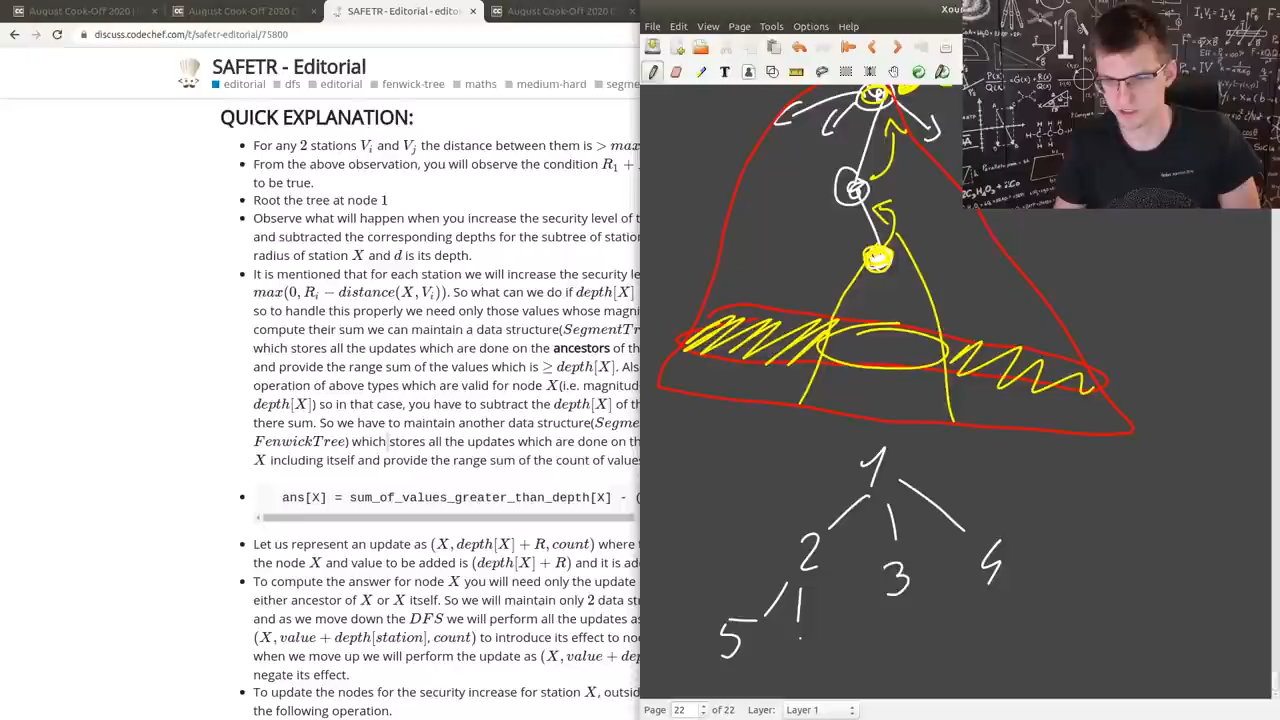 August Cook-Off 2020 (
August Cook-Off 2020 (
SAFETR - Editorial - edito
August Cook-Off 2020 (
discuss.codechef.com/t/safetr-editorial/75800
SAFETR - Editorial
editorial dfs editorial fenwick-tree maths medium-hard segme
QUICK EXPLANATION:
For any 2 stations Vi and Vj the distance between them is > max
From the above observation, you will observe the condition R1 +
to be true.
Root the tree at node 1
Observe what will happen when you increase the security level of t
and subtracted the corresponding depths for the subtree of station
radius of station X and d is its depth.
It is mentioned that for each station we will increase the security le
max(0, Ri − distance(X, Vi)). So what can we do if depth[X]
so to handle this properly we need only those values whose magn
compute their sum we can maintain a data structure(SegmentTr
which stores all the updates which are done on the ancestors of th
and provide the range sum of the values which is ≥ depth[X]. Als
operation of above types which are valid for node X(i.e. magnitud
depth[X]) so in that case, you have to subtract the depth[X] of th
there sum. So we have to maintain another data structure(Segme
FenwickTree) which stores all the updates which are done on th
X including itself and provide the range sum of the count of value
ans[X] = sum_of_values_greater_than_depth[X] - (
Let us represent an update as (X, depth[X] + R, count) where
the node X and value to be added is (depth[X] + R) and it is ad
To compute the answer for node X you will need only the update
either ancestor of X or X itself. So we will maintain only 2 data str
and as we move down the DFS we will perform all the updates as
(X, value + depth[station], count) to introduce its effect to no
when we move up we will perform the update as (X, value + dep
negate its effect.
To update the nodes for the security increase for station X, outsid
the following operation.
Xou
File Edit View Page Tools Options Help
1
2 3 4
5
Page 22 of 22 Layer: Layer 1